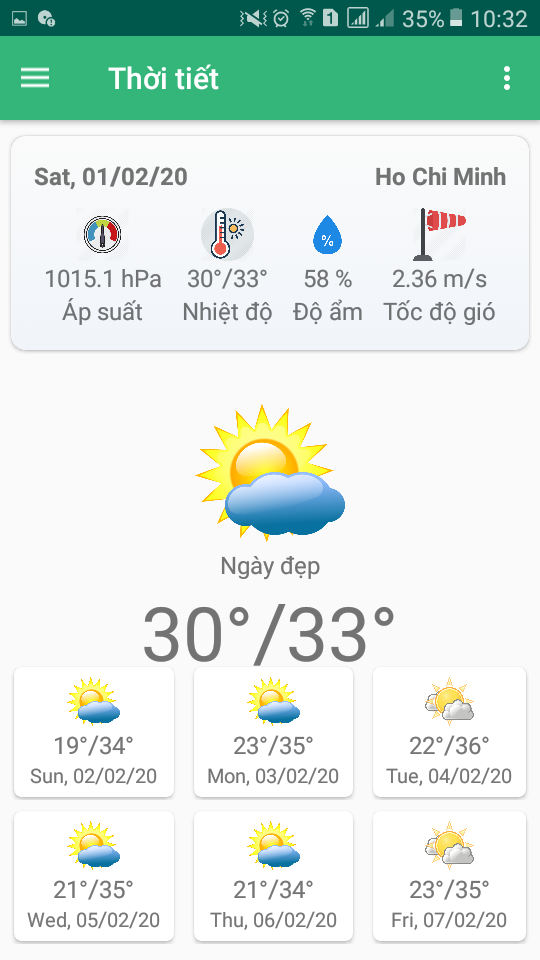 1 35% 10:32
Thời tiết
Sat, 01/02/20 Ho Chi Minh
%
1015.1 hPa 30°/33° 58 % 2.36 m/s
Áp suất Nhiệt độ Độ ẩm Tốc độ gió
Ngày đẹp
30°/33°
19°/34° 23°/35° 22°/36°
Sun, 02/02/20 Mon, 03/02/20 Tue, 04/02/20
21°/35° 21°/34° 23°/35°
Wed, 05/02/20 Thu, 06/02/20 Fri, 07/02/20